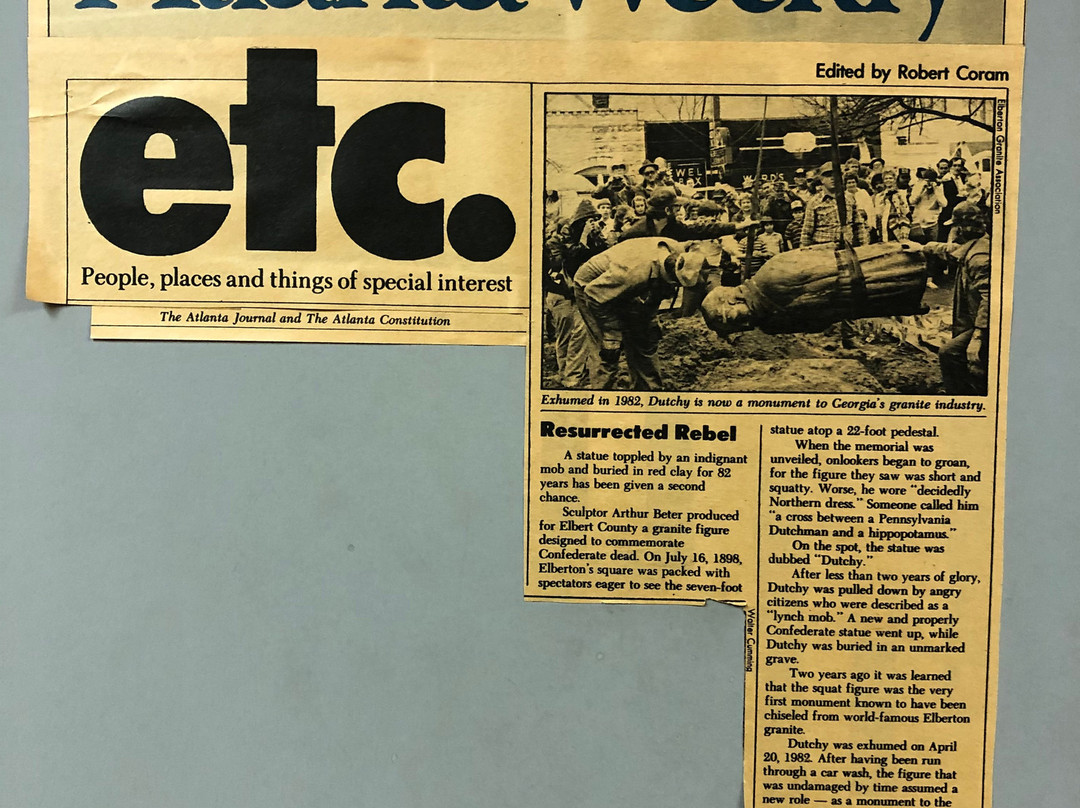 Atlanta Weekly
Edited by Robert Coram
etc.
People, places and things of special interest
The Atlanta Journal and The Atlanta Constitution
Elberton Granite Association
JEWEL
BOX
WARD'S
Exhumed in 1982, Dutchy is now a monument to Georgia's granite industry.
Resurrected Rebel
A statue toppled by an indignant
mob and buried in red clay for 82
years has been given a second
chance.
Sculptor Arthur Beter produced
for Elbert County a granite figure
designed to commemorate
Confederate dead. On July 16, 1898,
Elberton's square was packed with
spectators eager to see the seven-foot
statue atop a 22-foot pedestal.
When the memorial was
unveiled, onlookers began to groan,
for the figure they saw was short and
squatty. Worse, he wore "decidedly
Northern dress." Someone called him
"a cross between a Pennsylvania
Dutchman and a hippopotamus."
On the spot, the statue was
dubbed "Dutchy."
After less than two years of glory,
Dutchy was pulled down by angry
citizens who were described as a
"lynch mob." A new and properly
Confederate statue went up, while
Dutchy was buried in an unmarked
grave.
Two years ago it was learned
that the squat figure was the very
first monument known to have been
chiseled from world-famous Elberton
granite.
Dutchy was exhumed on April
20, 1982. After having been run
through a car wash, the figure that
was undamaged by time assumed a
new role — as a monument to the
Walter Cumming